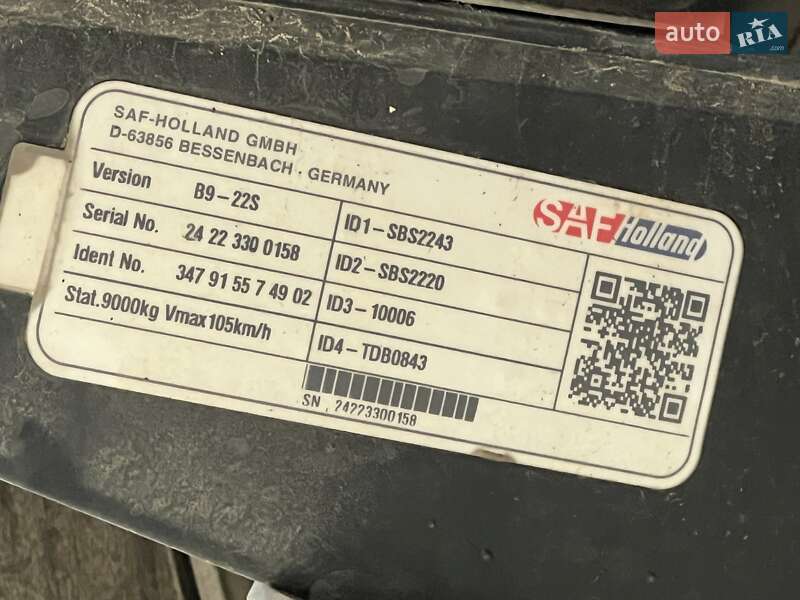 auto RIA .com
SAF-HOLLAND GMBH
D-63856 BESSENBACH . GERMANY
SAF Holland
Version B9-22S
Serial No. 24 22 330 0158
Ident No. 347 91 55 7 49 02
Stat.9000kg Vmax105km/h
ID1-SBS2243
ID2-SBS2220
ID3-10006
ID4-TDB0843
SN . 24223300158